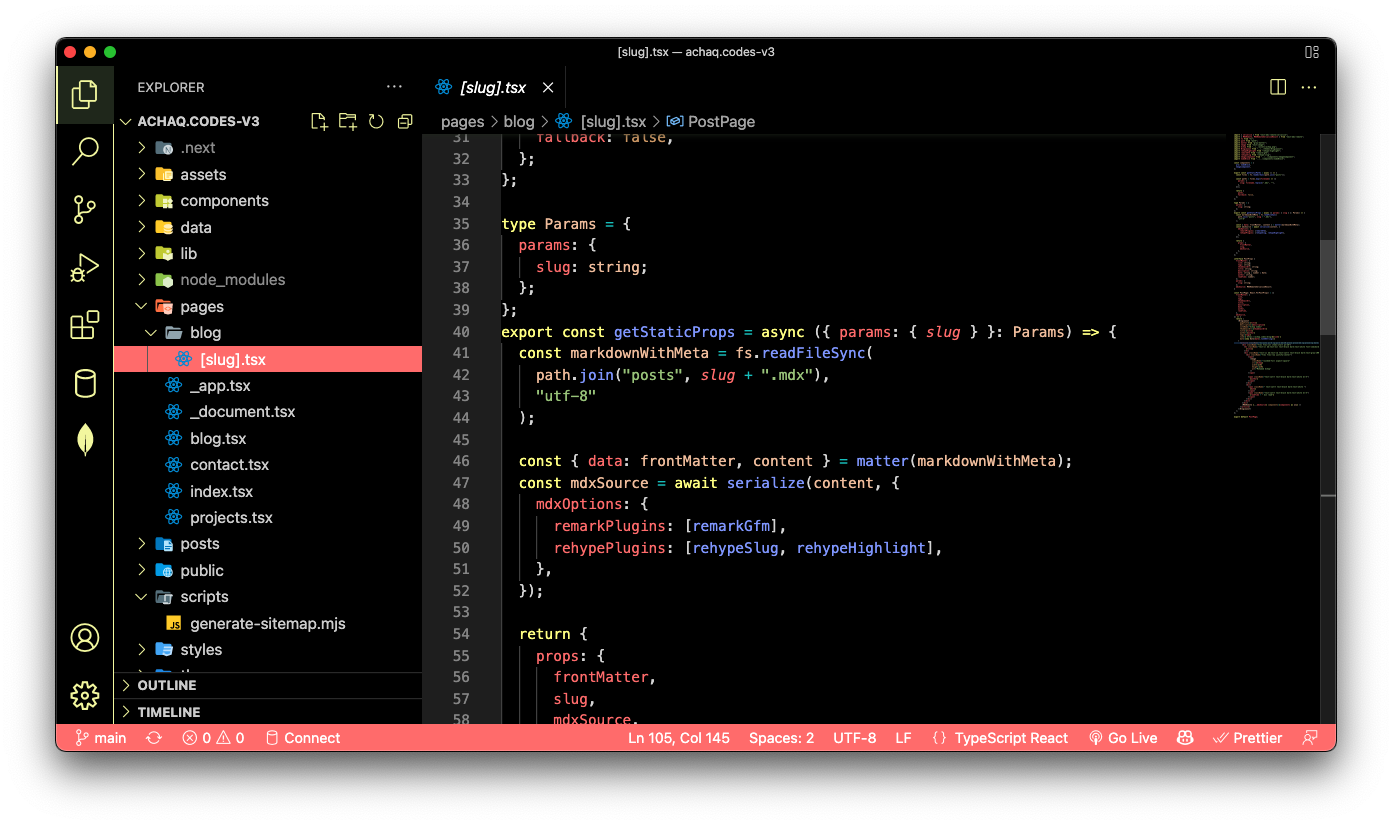 [slug].tsx — achaq.codes-v3
EXPLORER
ACHAQ.CODES-V3
.next
assets
components
data
lib
node_modules
pages
blog
[slug].tsx
_app.tsx
_document.tsx
blog.tsx
contact.tsx
index.tsx
projects.tsx
posts
public
scripts
JS generate-sitemap.mjs
styles
OUTLINE
TIMELINE
[slug].tsx
pages > blog > [slug].tsx > PostPage
31 fallback: false,
32 };
33 };
34
35 type Params = {
36 params: {
37 slug: string;
38 };
39 };
40 export const getStaticProps = async ({ params: { slug } }: Params) => {
41 const markdownWithMeta = fs.readFileSync(
42 path.join("posts", slug + ".mdx"),
43 "utf-8"
44 );
45
46 const { data: frontMatter, content } = matter(markdownWithMeta);
47 const mdxSource = await serialize(content, {
48 mdxOptions: {
49 remarkPlugins: [remarkGfm],
50 rehypePlugins: [rehypeSlug, rehypeHighlight],
51 },
52 });
53
54 return {
55 props: {
56 frontMatter,
57 slug,
58 mdxSource,
main 0 0 Connect Ln 105, Col 145 Spaces: 2 UTF-8 LF {} TypeScript React Go Live Prettier